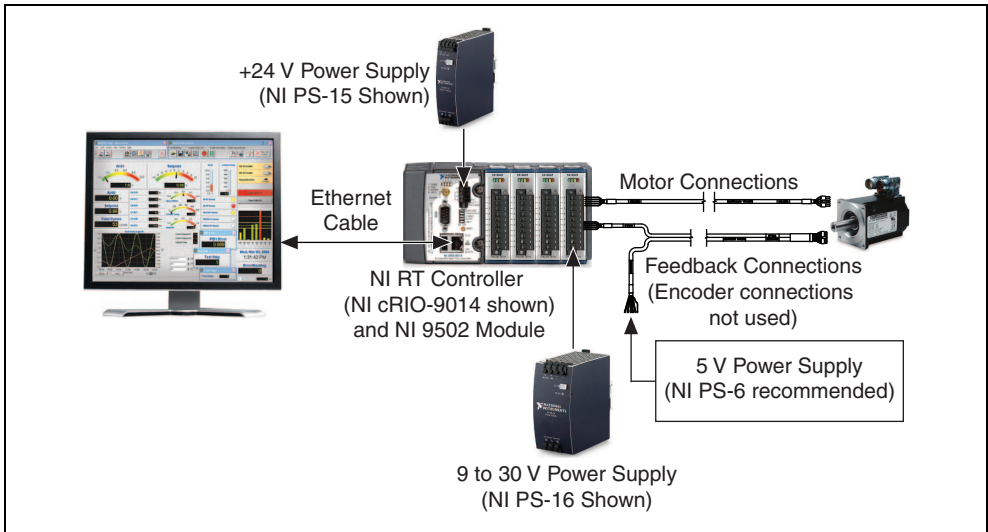 +24 V Power Supply
(NI PS-15 Shown)
Ethernet
Cable
Motor Connections
NI RT Controller
(NI cRIO-9014 shown)
and NI 9502 Module
Feedback Connections
(Encoder connections
not used)
5 V Power Supply
(NI PS-6 recommended)
9 to 30 V Power Supply
(NI PS-16 Shown)